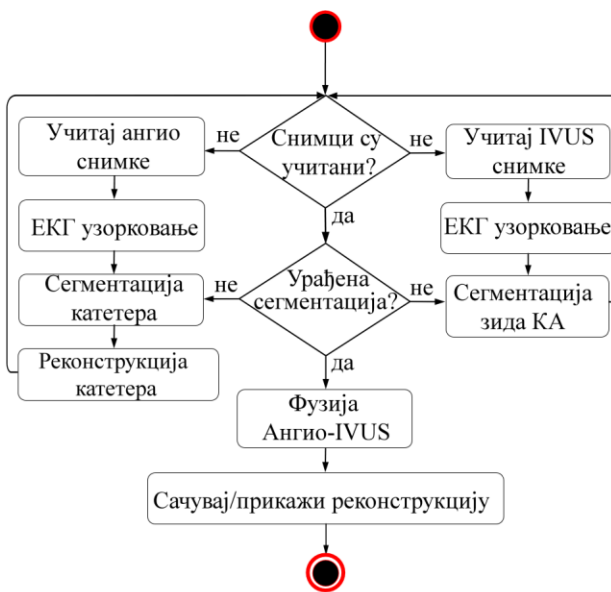 Учитај ангио
снимке
не
Снимци су
учитани?
не
Учитај IVUS
снимке
ЕКГ узорковање
да
ЕКГ узорковање
Сегментација
катетера
не
Урађена
сегментација?
не
Сегментација
зида КА
Реконструкција
катетера
да
Фузија
Ангио-IVUS
Сачувај/прикажи реконструкцију